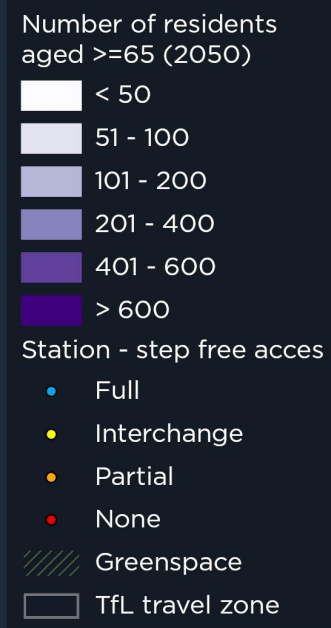 Number of residents
aged >=65 (2050)
< 50
51 - 100
101 - 200
201 - 400
401 - 600
> 600
Station - step free acces
Full
Interchange
Partial
None
Greenspace
TfL travel zone